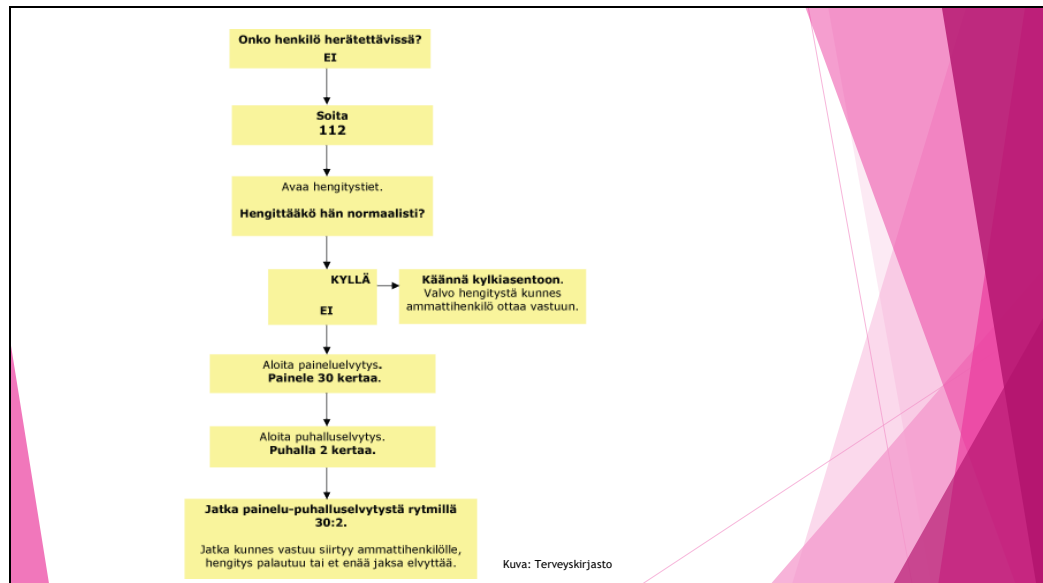 Onko henkilö herätettävissä?
EI
Soita
112
Avaa hengitystiet.
Hengittääkö hän normaalisti?
KYLLÄ
EI
Käännä kylkiasentoon.
Valvo hengitystä kunnes
ammattihenkilö ottaa vastuun.
Aloita paineluelvytys.
Painele 30 kertaa.
Aloita puhalluselvytys.
Puhalla 2 kertaa.
Jatka painelu-puhalluselvytystä rytmillä
30:2.
Jatka kunnes vastuu siirtyy ammattihenkilölle,
hengitys palautuu tai et enää jaksa elvyttää.
Kuva: Terveyskirjasto